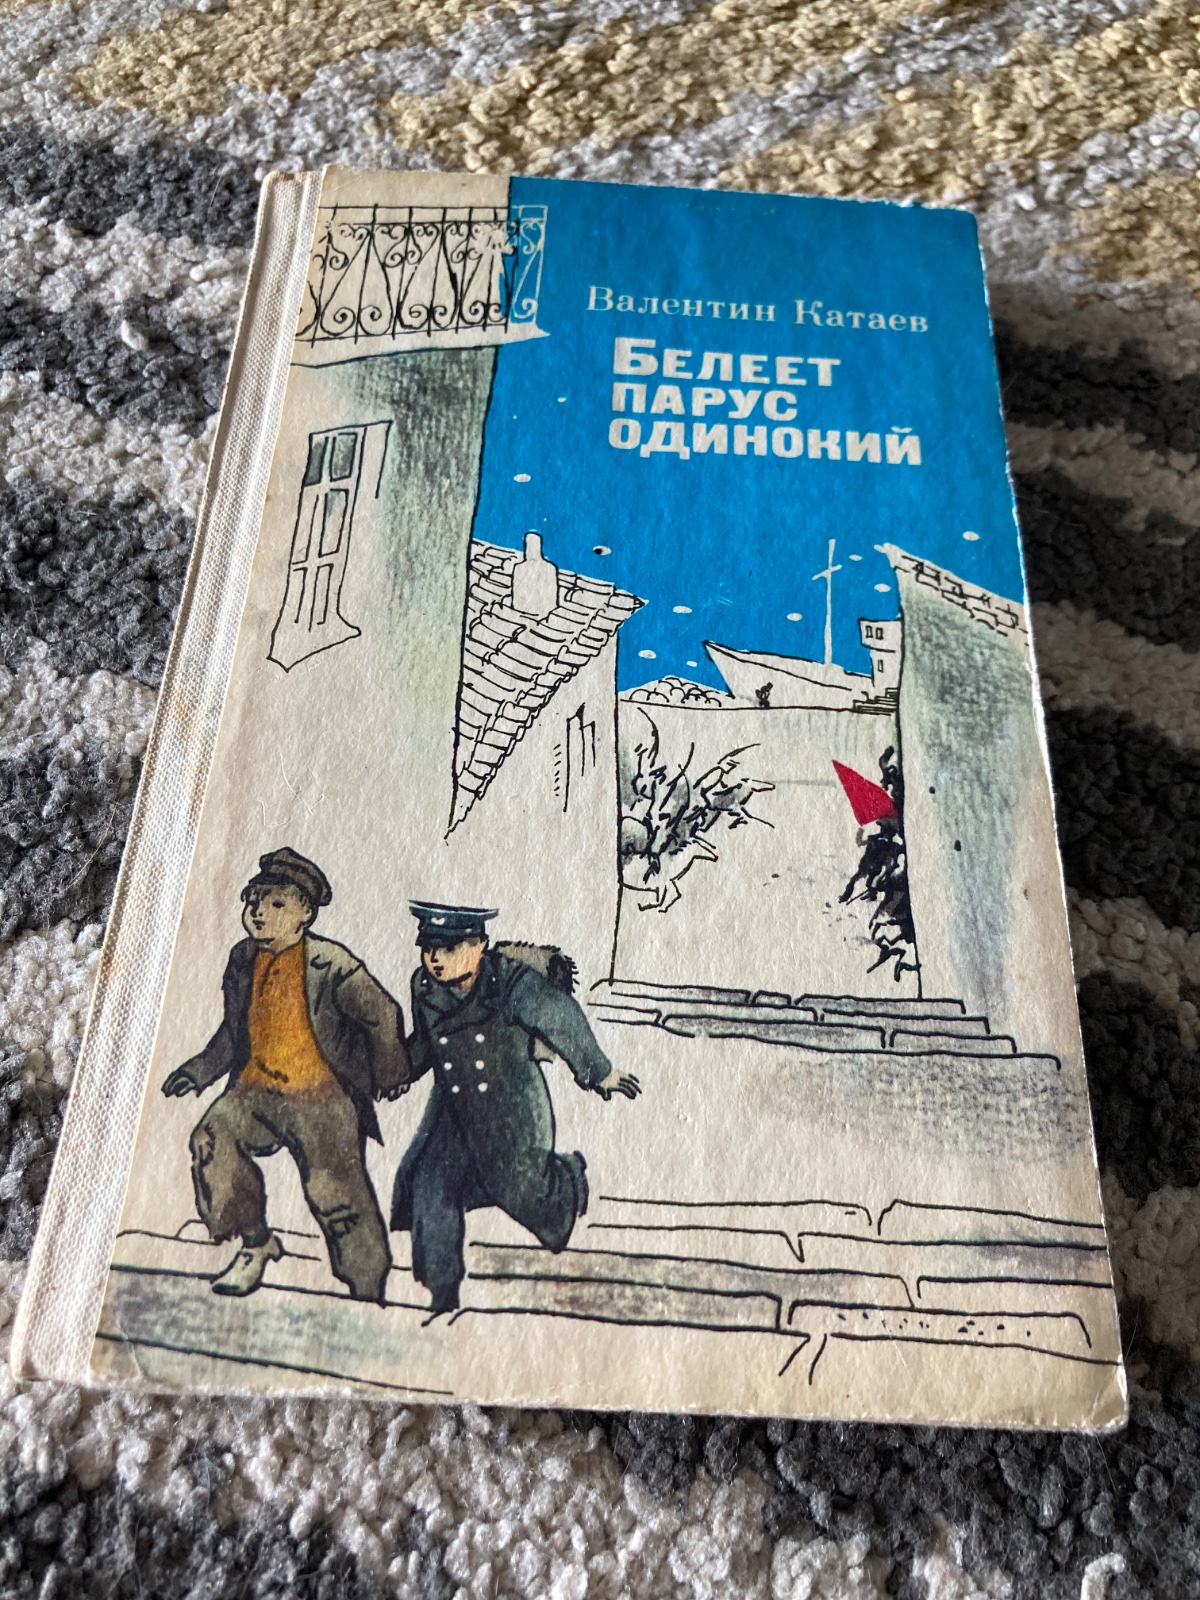 Валентин Катаев
Белеет
парус
одинокий